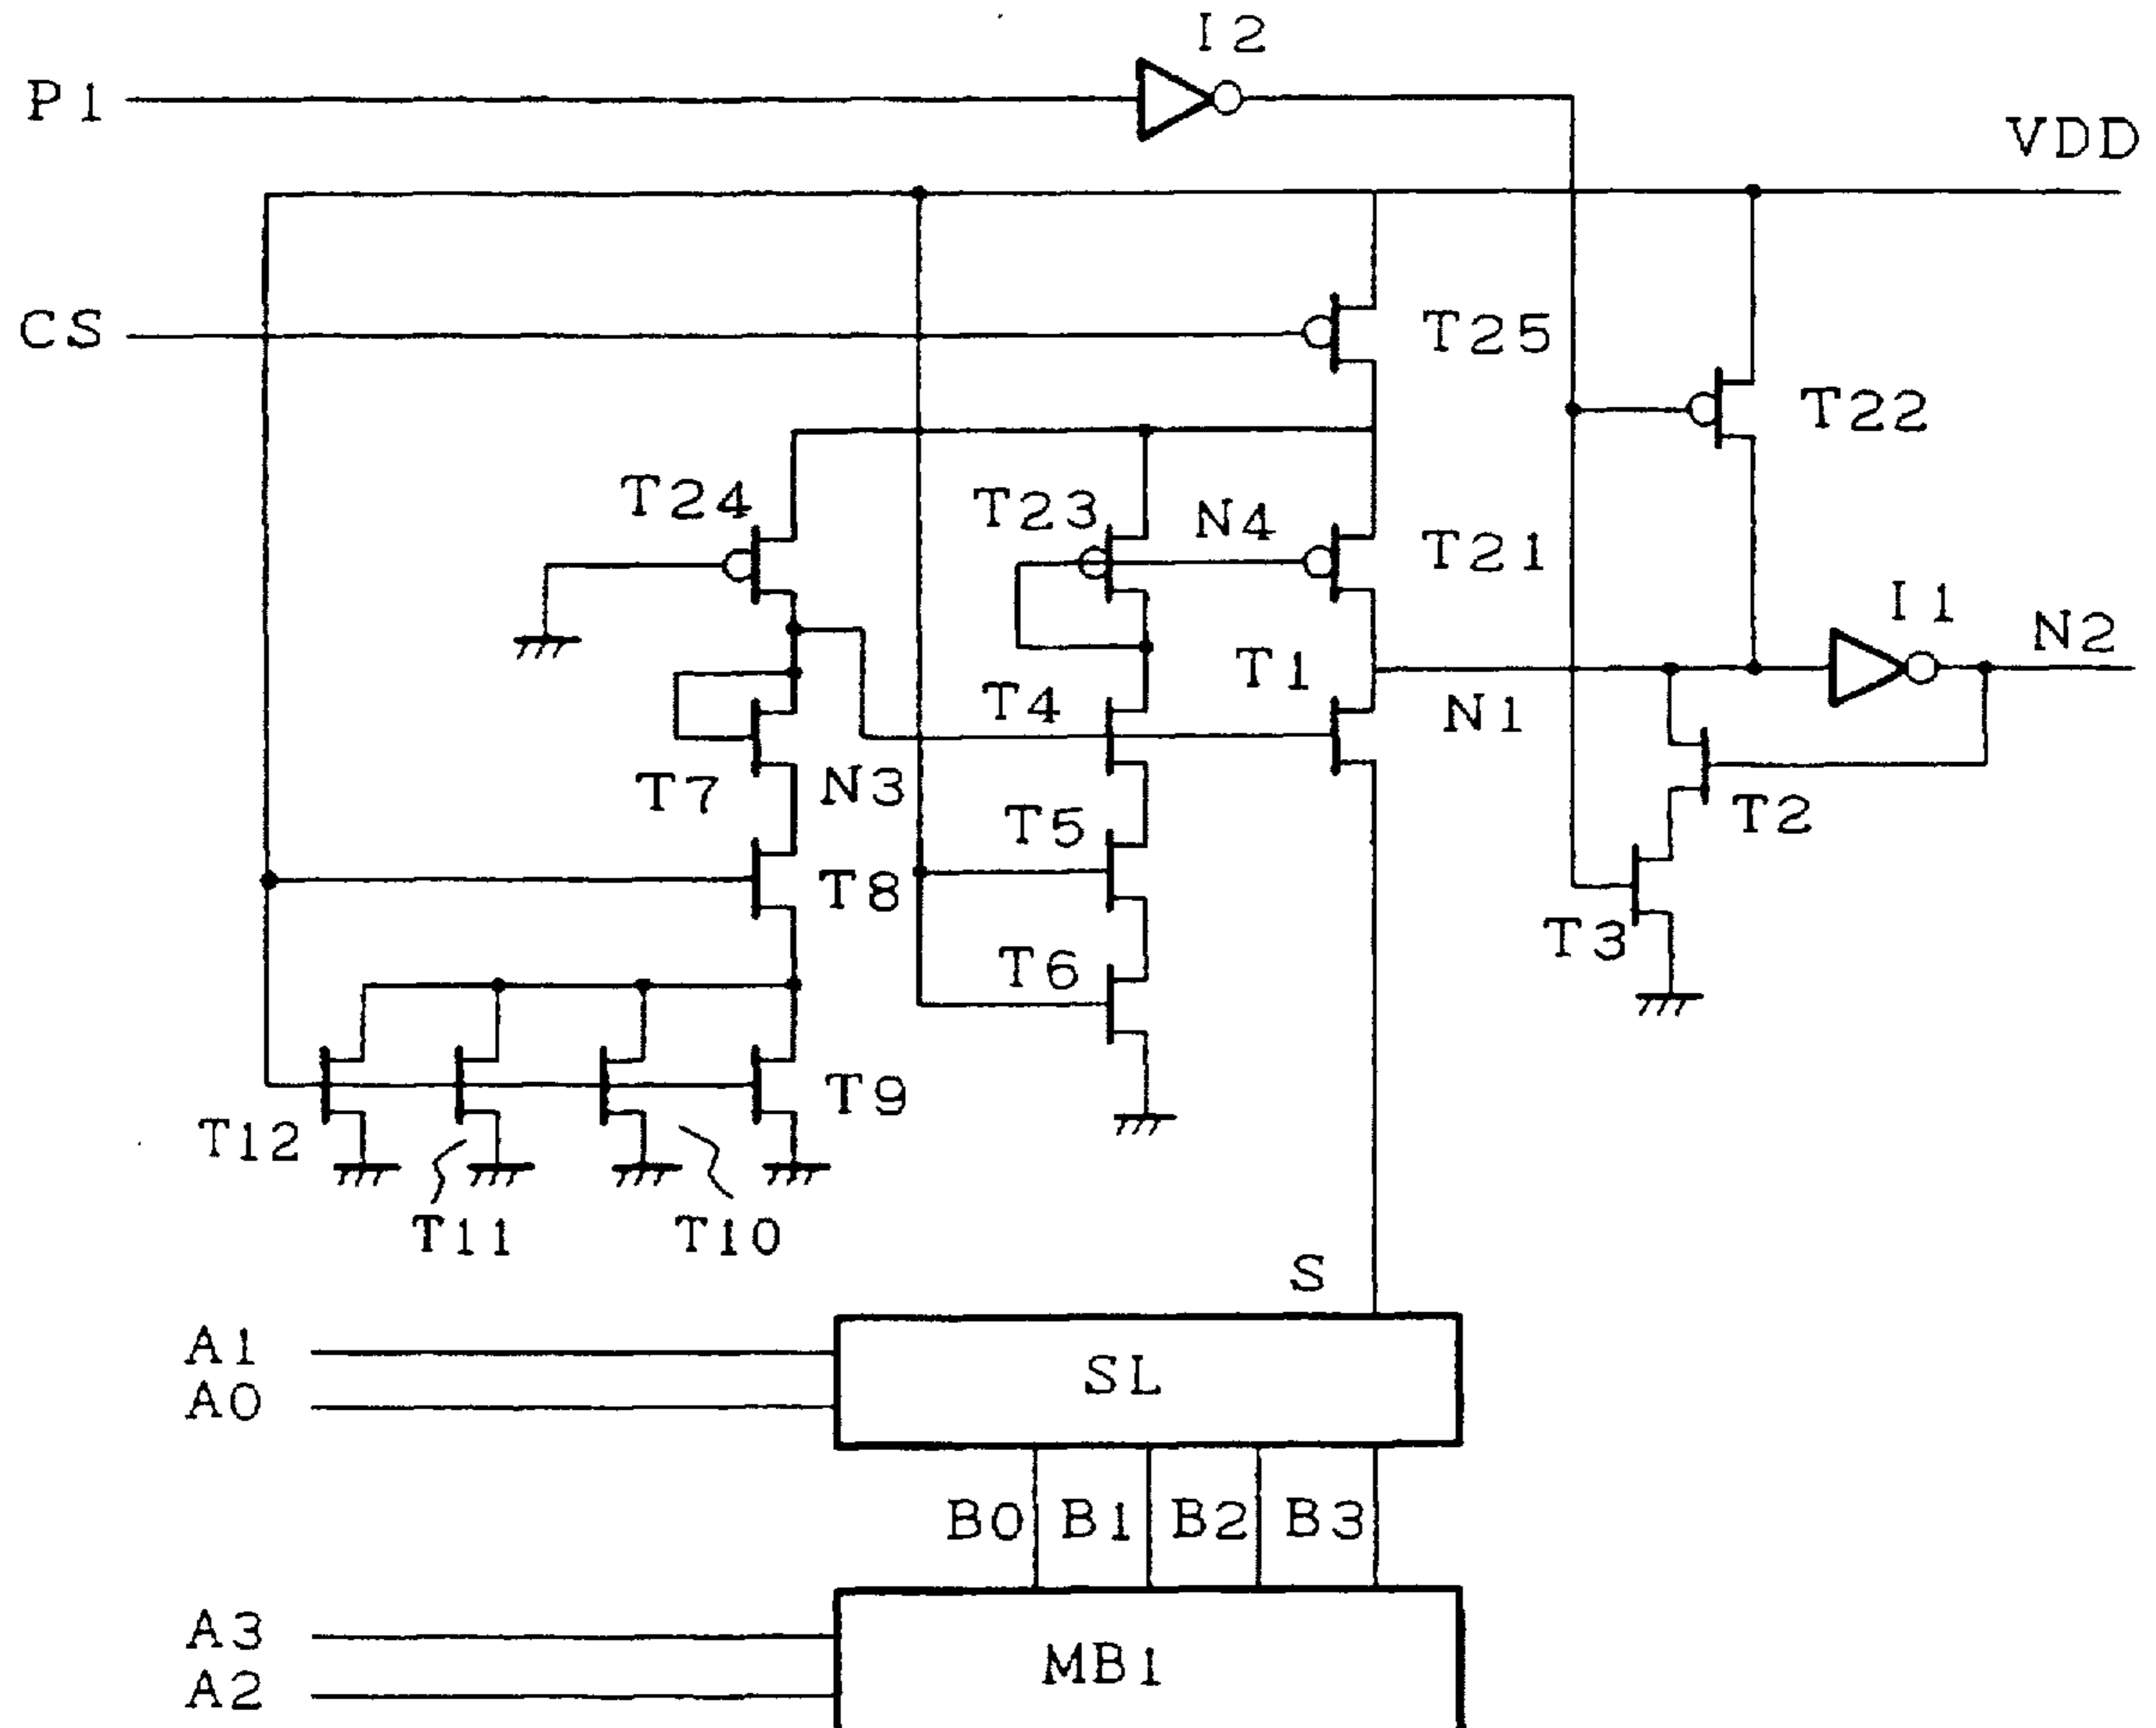 I2
P1
VDD
CS
T25
T22
T24
T23
N4
T21
I1
N2
T1
T4
N1
T7
N3
T5
T2
T8
T3
T6
T9
T12
T11
T10
S
A1
SL
A0
B0
B1
B2
B3
A3
MB1
A2